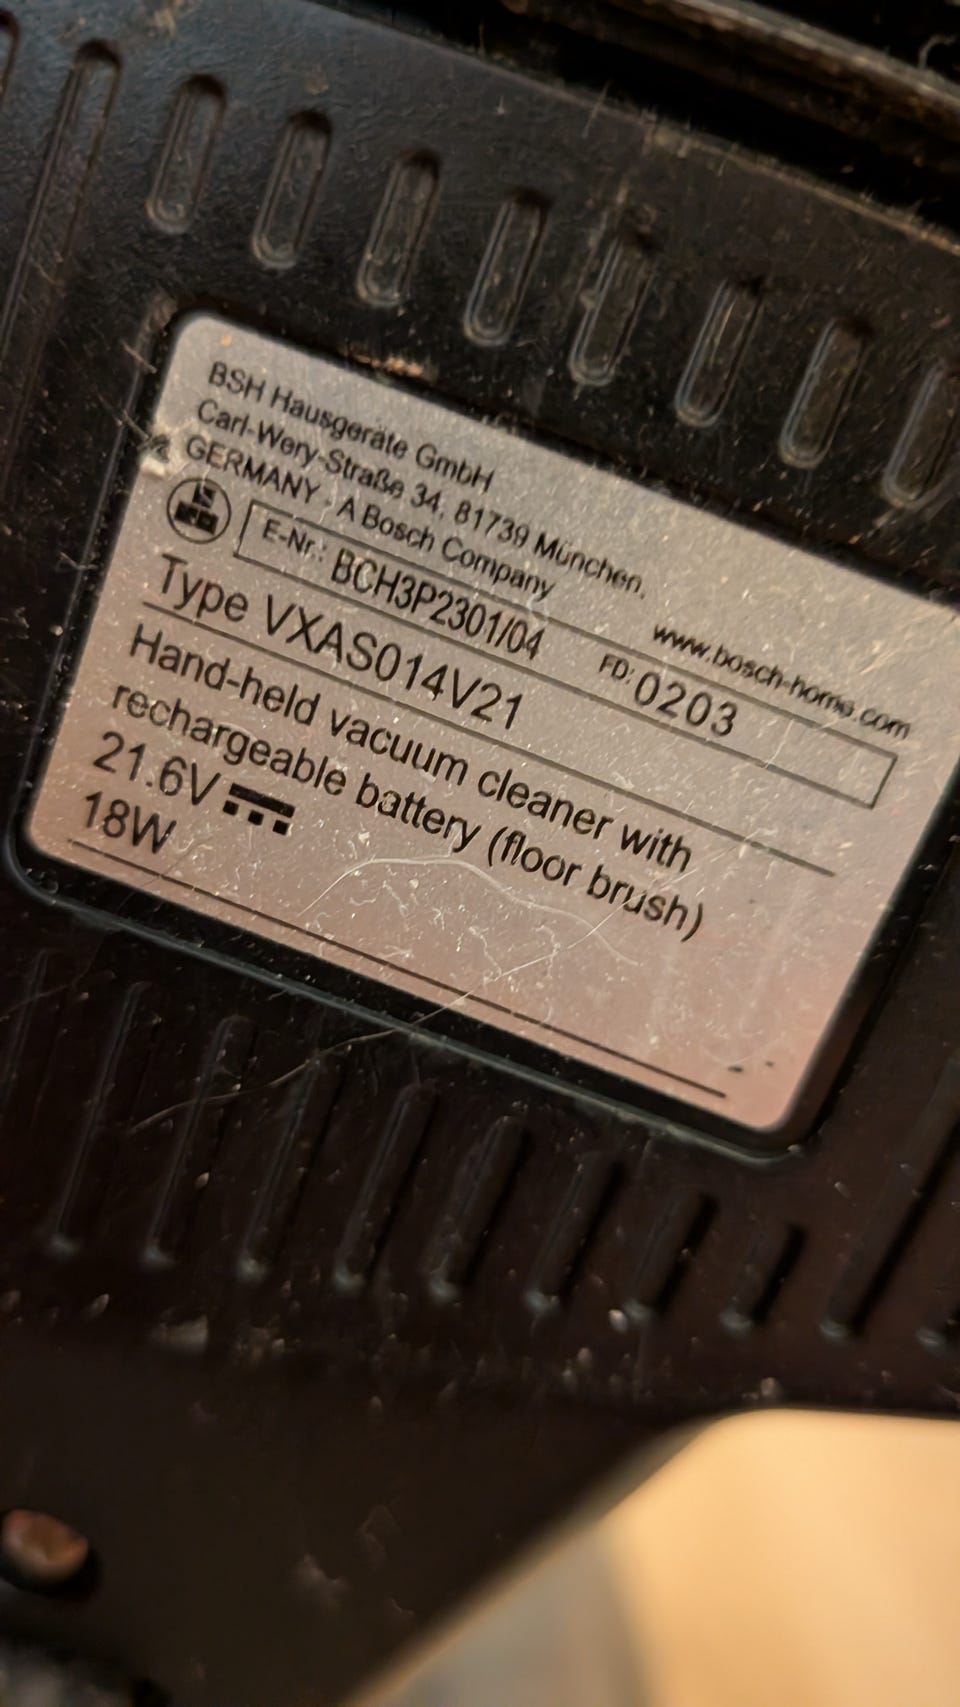 BSH Hausgeräte GmbH
Carl-Wery-Straße 34, 81739 München,
GERMANY - A Bosch Company
www.bosch-home.com
E-Nr.: BCH3P2301/04 FD: 0203
Type VXAS014V21
Hand-held vacuum cleaner with
rechargeable battery (floor brush)
21.6V
18W